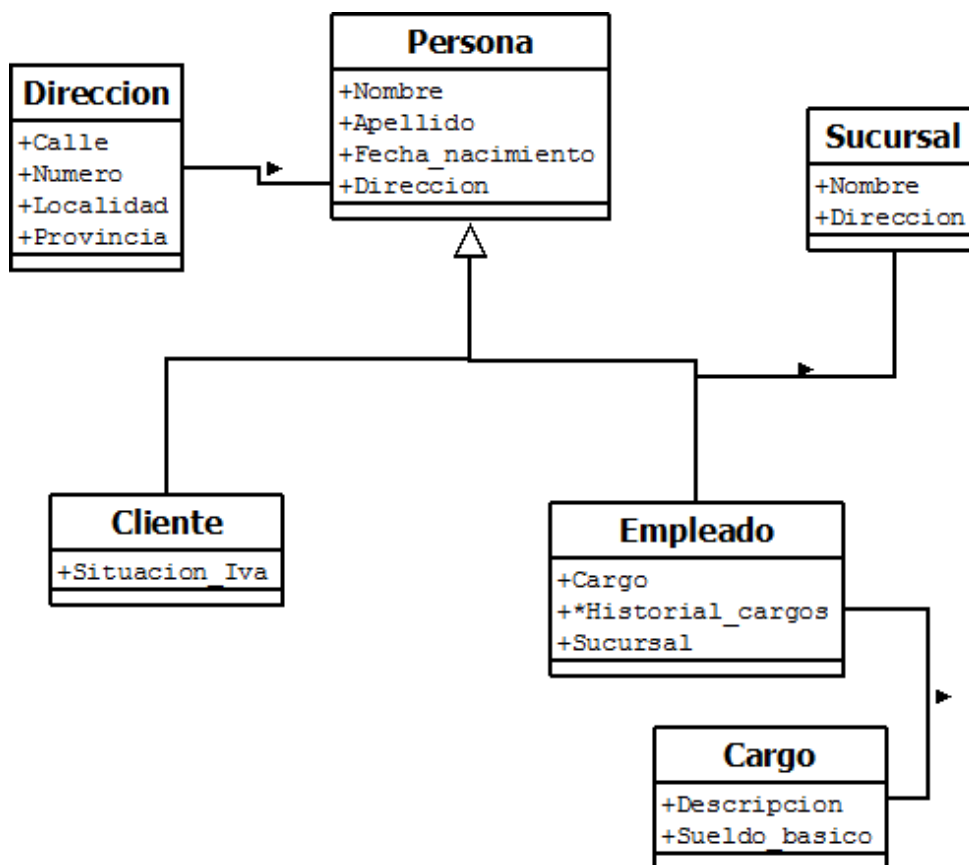 Persona
+Nombre
+Apellido
+Fecha_nacimiento
+Direccion
Direccion
+Calle
+Numero
+Localidad
+Provincia
Sucursal
+Nombre
+Direccion
Cliente
+Situacion_Iva
Empleado
+Cargo
+*Historial_cargos
+Sucursal
Cargo
+Descripcion
+Sueldo_basico